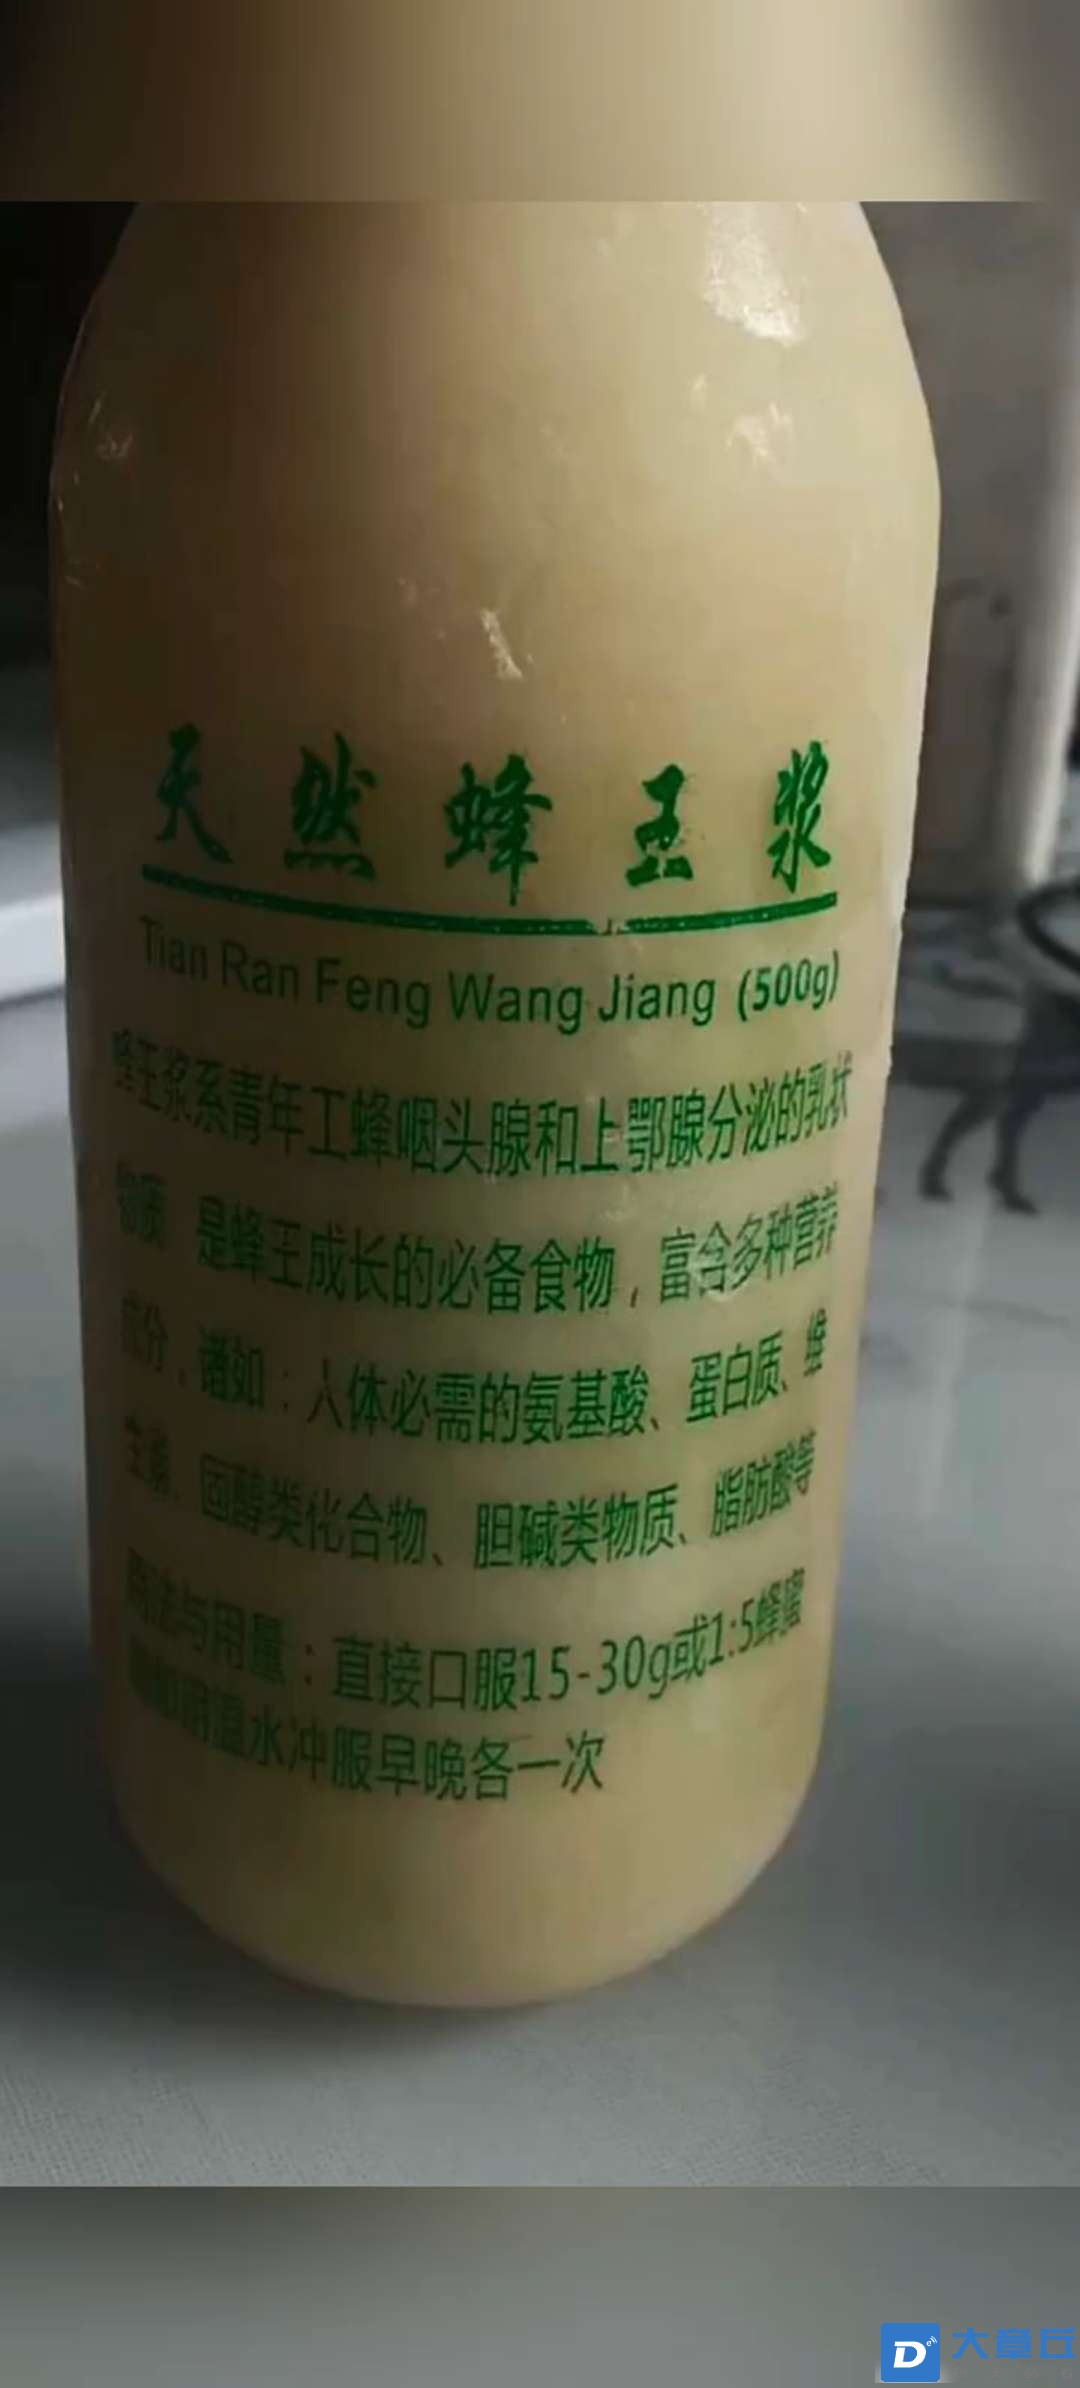 天然蜂王浆
Tian Ran Feng Wang Jiang (500g)
蜂王浆系青年工蜂咽头腺和上鄂腺分泌的乳状
物质 是蜂王成长的必备食物，富含多种营养
成分，诸如：人体必需的氨基酸、蛋白质、维
生素、固醇类化合物、胆碱类物质、脂肪酸等
用法与用量：直接口服15-30g或1:5蜂蜜
用温水冲服早晚各一次
D
大章丘